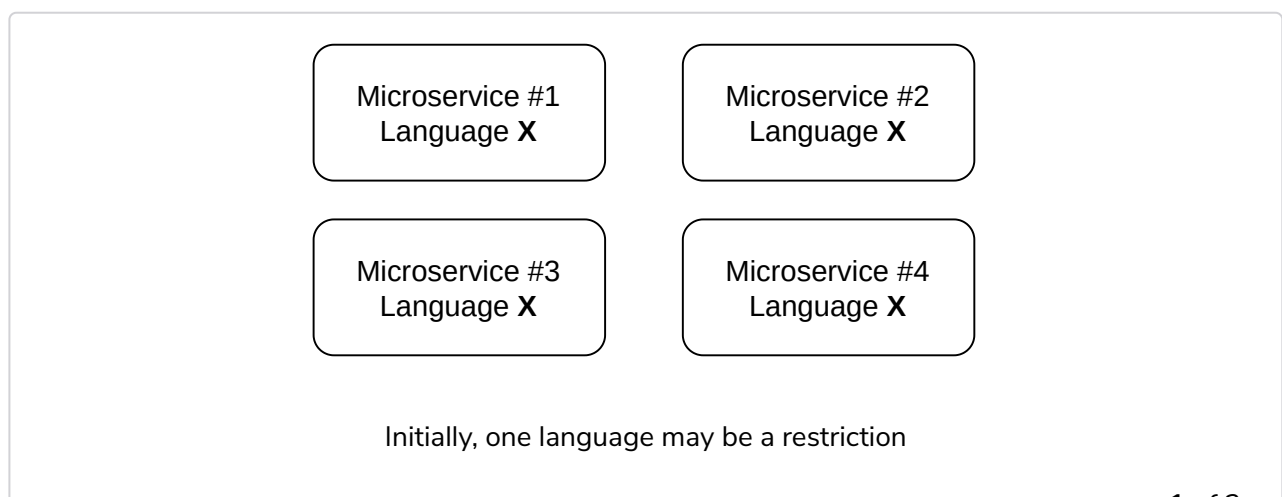 Microservice #1
Language X
Microservice #2
Language X
Microservice #3
Language X
Microservice #4
Language X
Initially, one language may be a restriction